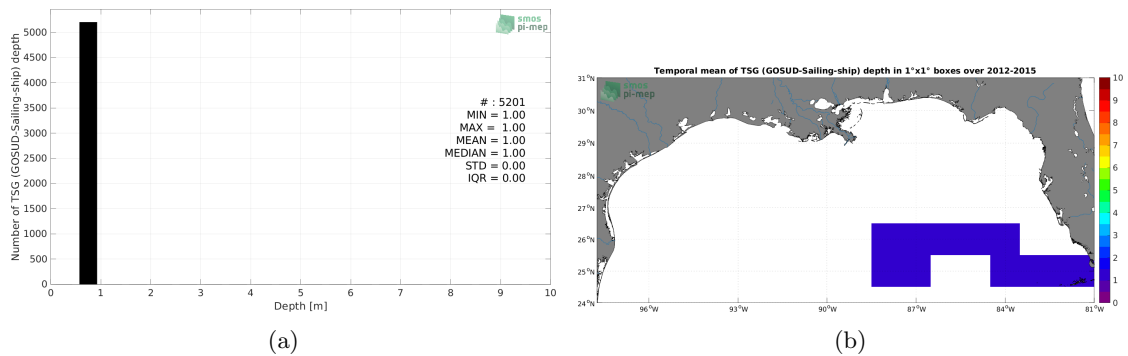 smos
pi-mep
5000
4500
4000
3500
3000
2500
2000
1500
1000
500
0
Number of TSG (GOSUD-Sailing-ship) depth
# : 5201
MIN = 1.00
MAX = 1.00
MEAN = 1.00
MEDIAN = 1.00
STD = 0.00
IQR = 0.00
0 1 2 3 4 5 6 7 8 9 10
Depth [m]
(a)
Temporal mean of TSG (GOSUD-Sailing-ship) depth in 1°x1° boxes over 2012-2015
smos
pi-mep
31°N
30°N
29°N
28°N
27°N
26°N
25°N
24°N
96°W 93°W 90°W 87°W 84°W 81°W
10
9
8
7
6
5
4
3
2
1
0
(b)